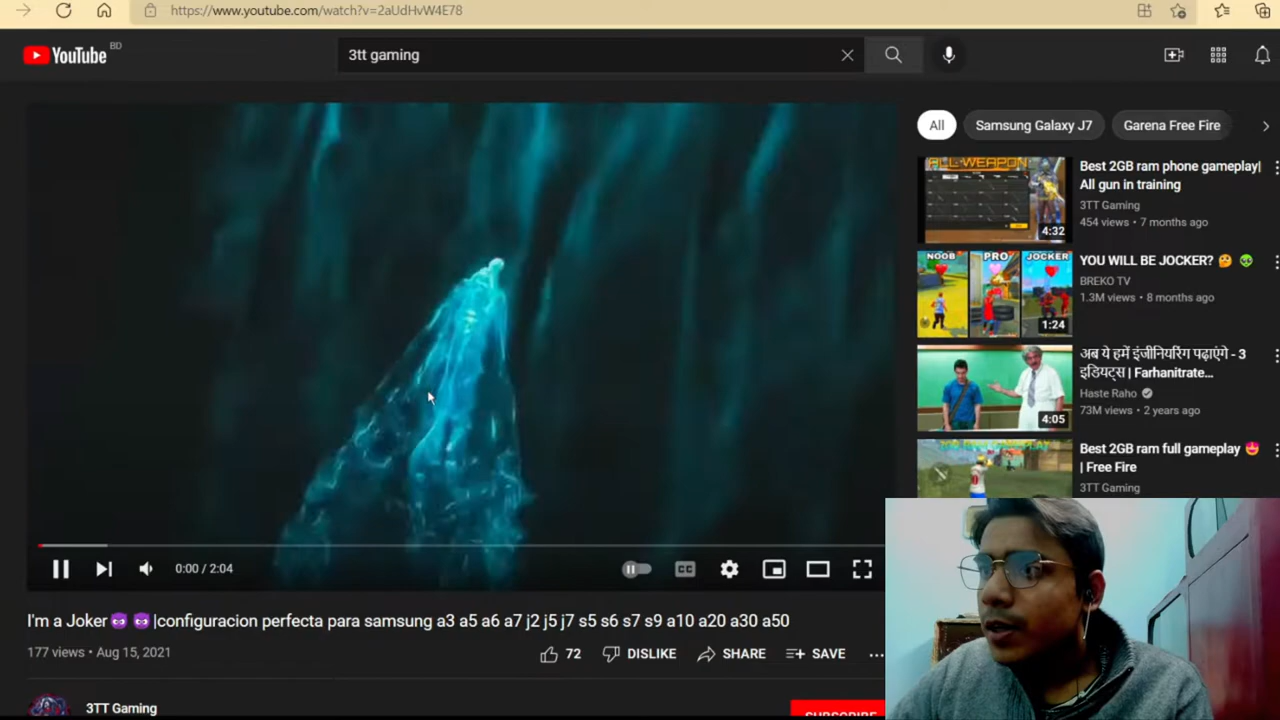 https://www.youtube.com/watch?v=2aUdHvW4E78
YouTube BD
3tt gaming
All
Samsung Galaxy J7
Garena Free Fire
ALL WEAPON
4:32
Best 2GB ram phone gameplay|
All gun in training
3TT Gaming
454 views • 7 months ago
NOOB
PRO
JOCKER
1:24
YOU WILL BE JOCKER? 🤔 👽
BREKO TV
1.3M views • 8 months ago
4:05
अब ये हमें इंजीनियरिंग पढ़ाएंगे - 3
इडियट्स | Farhanitrate...
Haste Raho
73M views • 2 years ago
Best 2GB ram full gameplay 😍
| Free Fire
3TT Gaming
0:00 / 2:04
CC
I'm a Joker😈 😈 |configuracion perfecta para samsung a3 a5 a6 a7 j2 j5 j7 s5 s6 s7 s9 a10 a20 a30 a50
177 views • Aug 15, 2021
72
DISLIKE
SHARE
SAVE
...
3TT Gaming
SUBSCRIBE